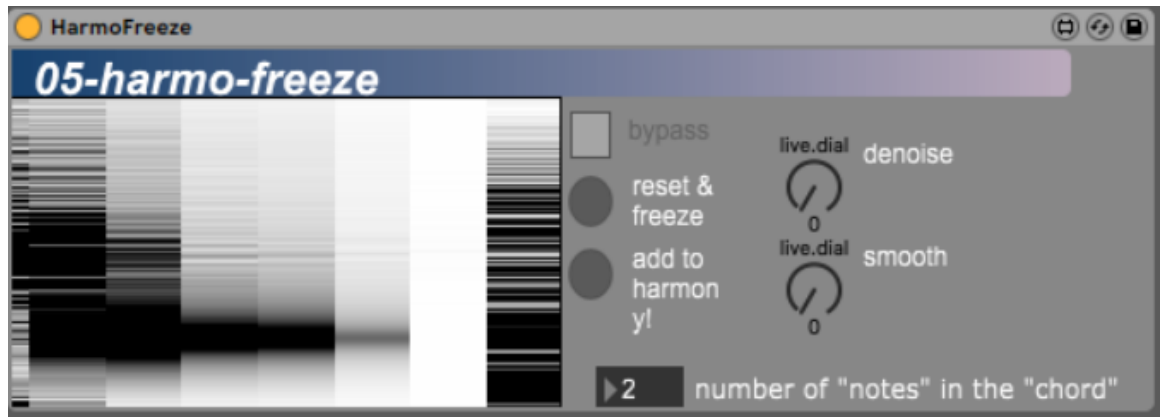 HarmoFreeze
05-harmo-freeze
bypass
reset &
freeze
add to
harmon
y!
live.dial
denoise
0
live.dial
smooth
0
2
number of "notes" in the "chord"